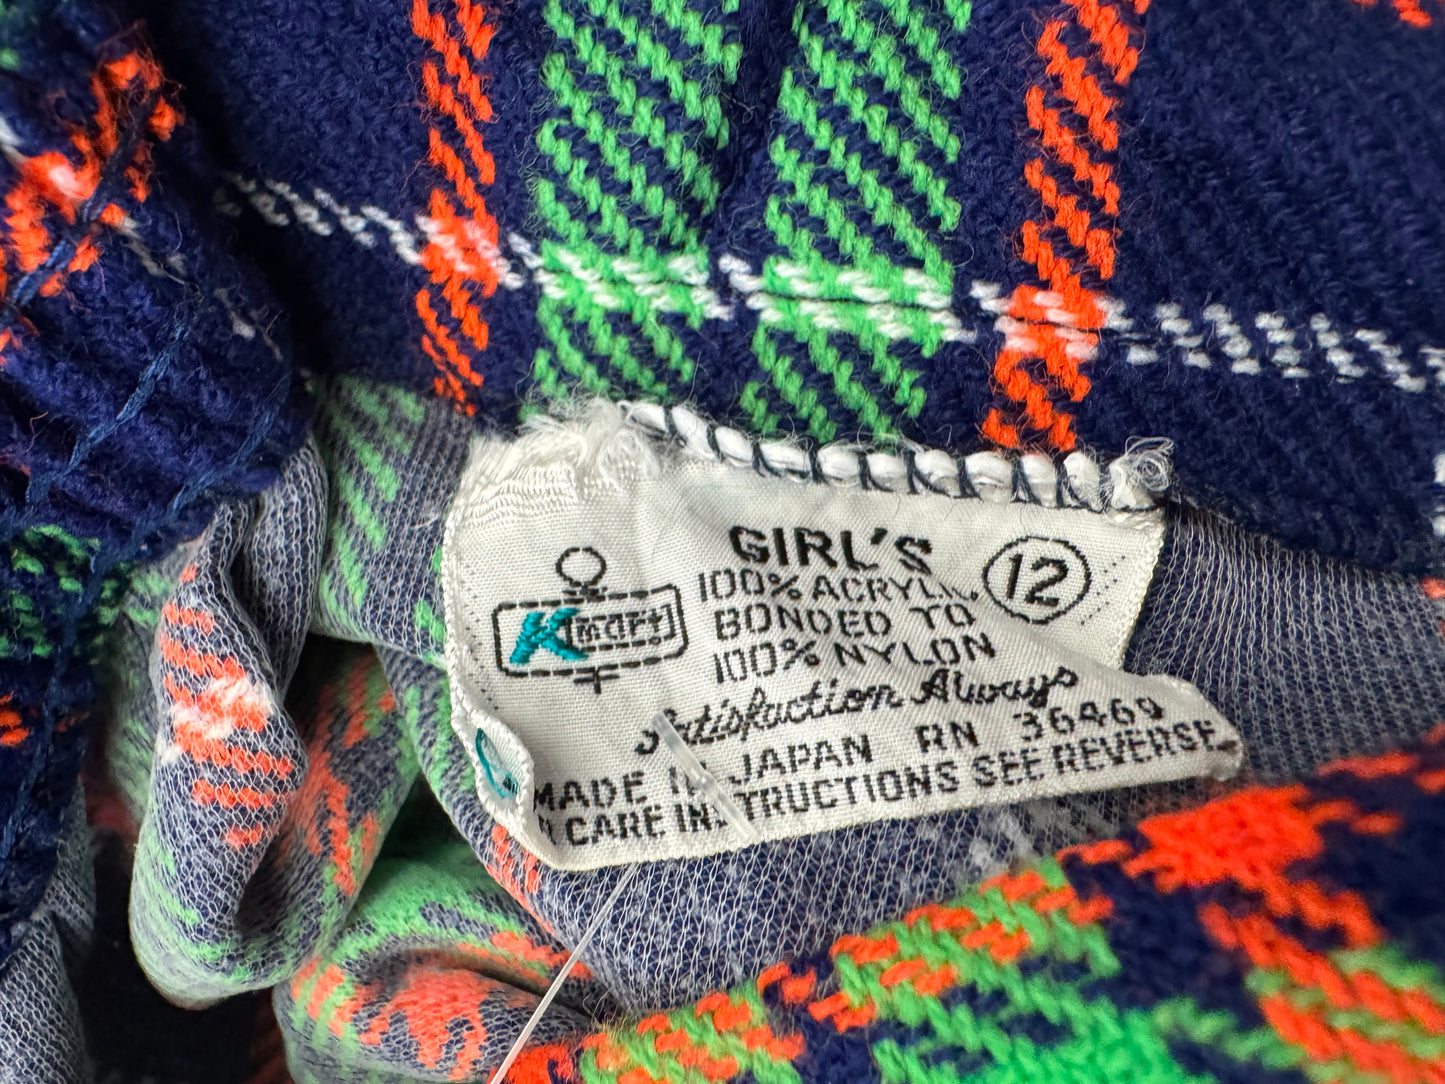 GIRL'S
12
Kmart
100% ACRYLIC
BONDED TO
100% NYLON
Satisfaction Always
MADE IN JAPAN RN 36469
CARE INSTRUCTIONS SEE REVERSE